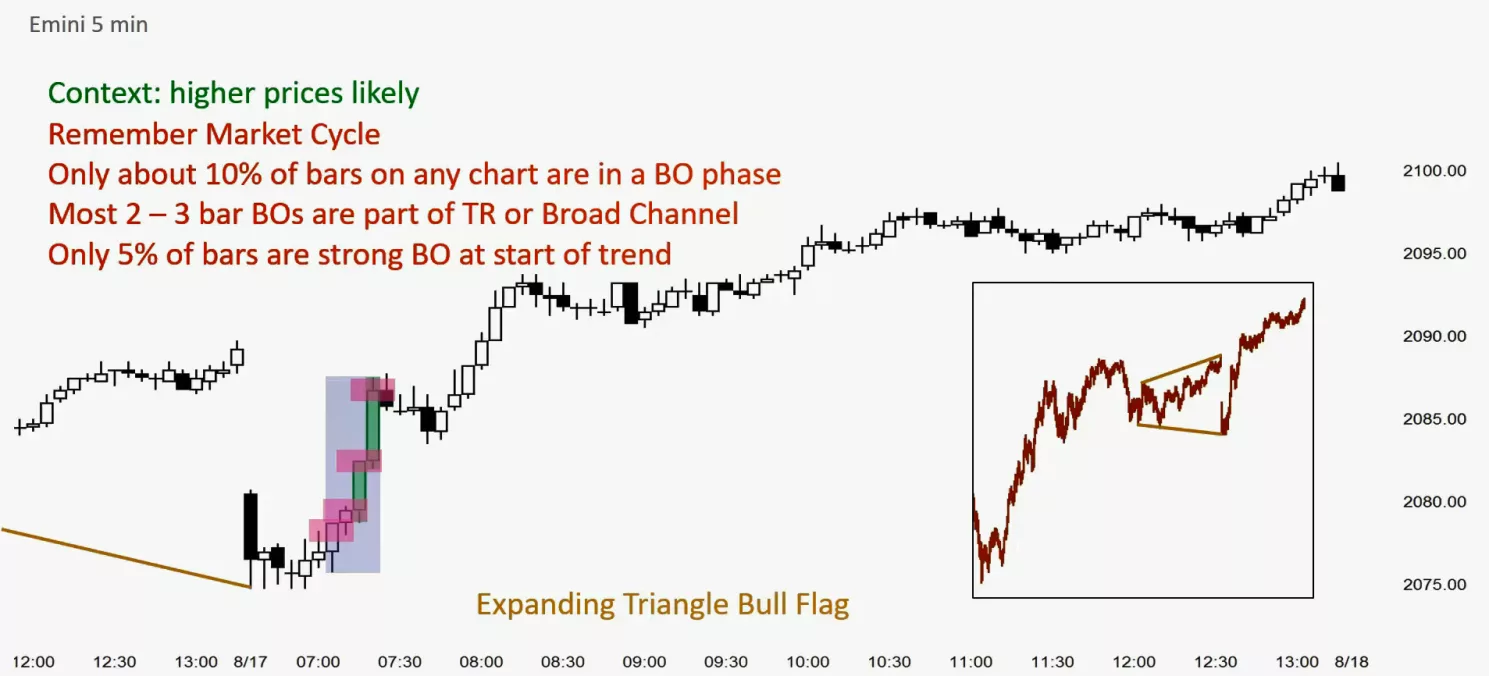 Emini 5 min
Context: higher prices likely
Remember Market Cycle
Only about 10% of bars on any chart are in a BO phase
Most 2 – 3 bar BOs are part of TR or Broad Channel
Only 5% of bars are strong BO at start of trend
2100.00
2095.00
2090.00
2085.00
2080.00
2075.00
Expanding Triangle Bull Flag
12:00 12:30 13:00 8/17 07:00 07:30 08:00 08:30 09:00 09:30 10:00 10:30 11:00 11:30 12:00 12:30 13:00 8/18